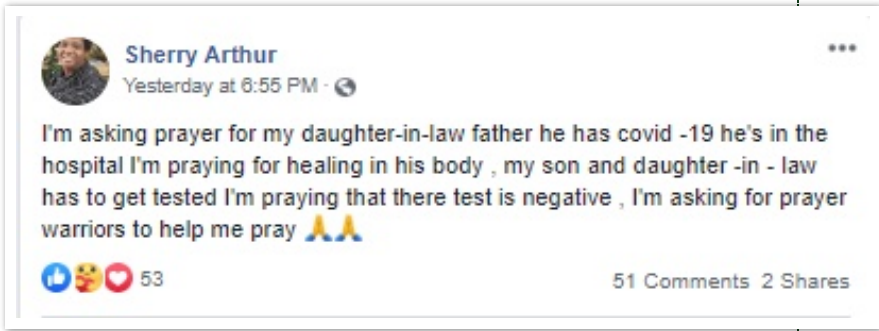 Sherry Arthur
Yesterday at 6:55 PM ·
I'm asking prayer for my daughter-in-law father he has covid -19 he's in the
hospital I'm praying for healing in his body , my son and daughter -in - law
has to get tested I'm praying that there test is negative , I'm asking for prayer
warriors to help me pray 🙏🙏
53
51 Comments 2 Shares